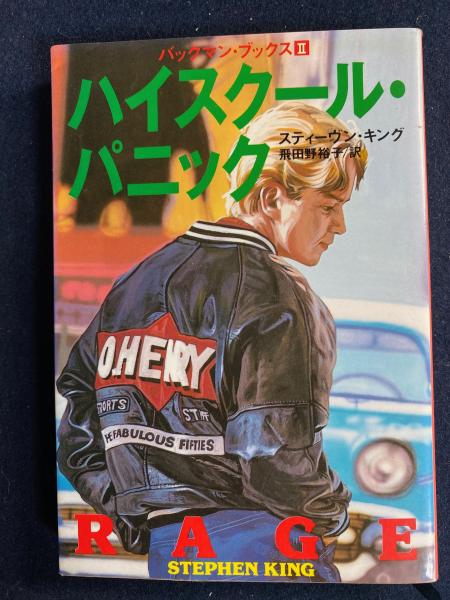 バックマン・ブックスⅡ
ハイスクール・
パニック
スティーヴン・キング
飛田野裕子/訳
O.HENRY
SPORTS STAFF
THE FABULOUS FIFTIES
RAGE
STEPHEN KING